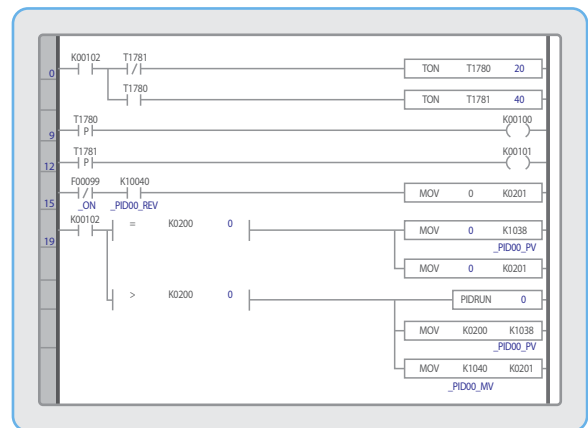 K00102 T1781
0 TON T1780 20
T1780
TON T1781 40
T1780 K00100
9 P
T1781 K00101
12 P
F00099 K10040
15 MOV 0 K0201
_ON _PID00_REV
K00102
19 = K0200 0 MOV 0 K1038
_PID00_PV
MOV 0 K0201
> K0200 0 PIDRUN 0
MOV K0200 K1038
_PID00_PV
MOV K1040 K0201
_PID00_MV